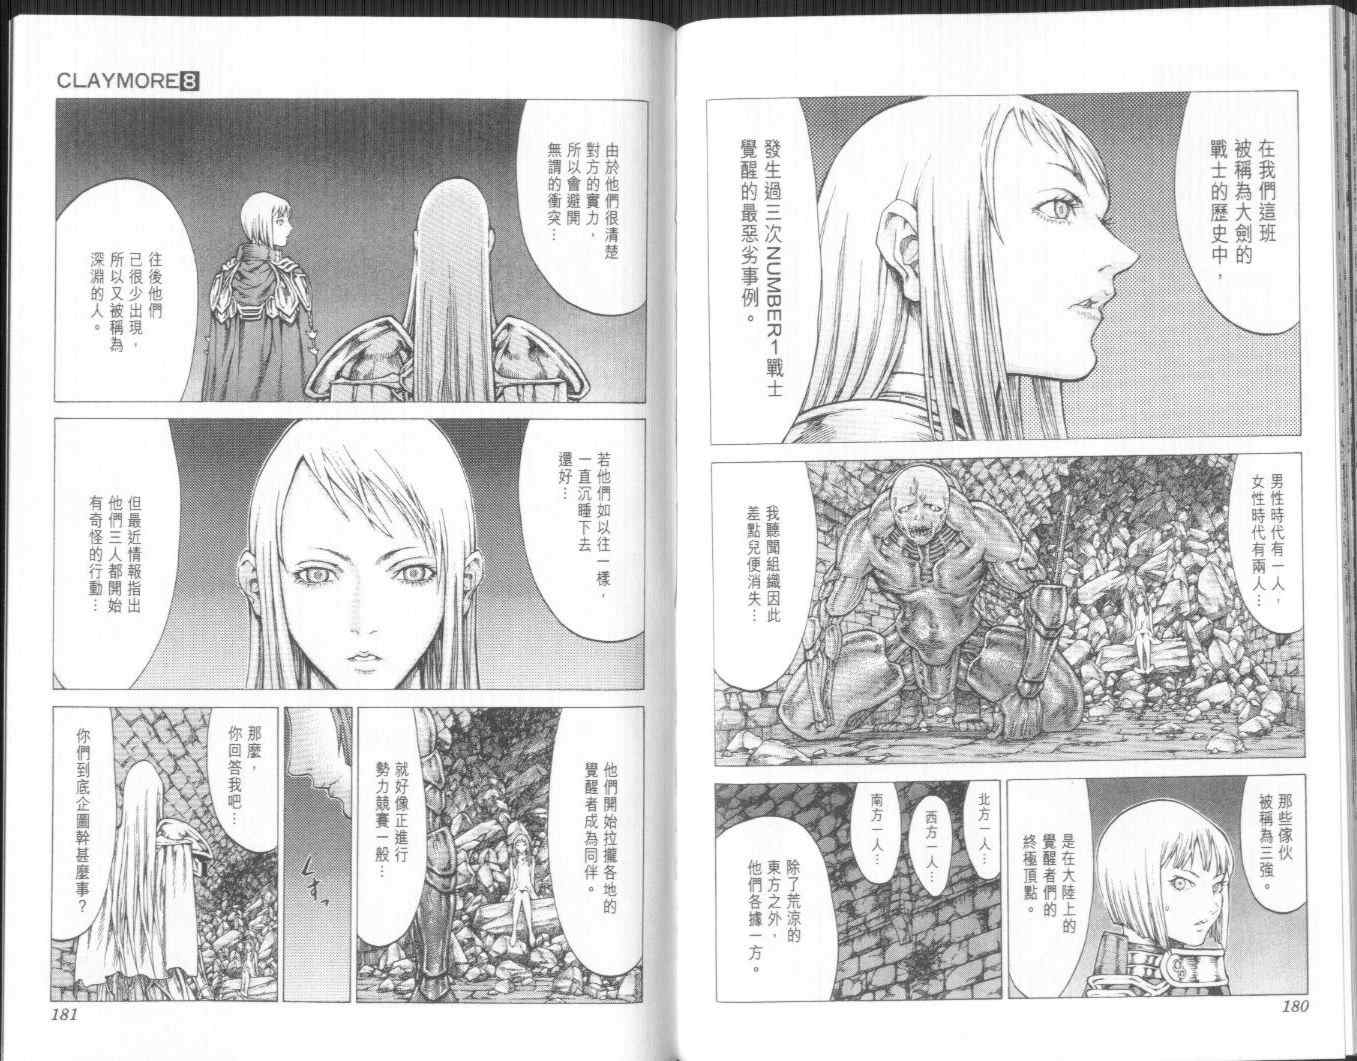 在我們這班
被稱為大劍的
戰士的歷史中，
發生過三次NUMBER1戰士
覺醒的最惡劣事例。
男性時代有一人，
女性時代有兩人…
我聽聞組織因此
差點兒便消失…
那些傢伙
被稱為三強。
是在大陸上的
覺醒者們的
終極頂點。
北方一人…
西方一人…
南方一人…
除了荒涼的
東方之外，
他們各據一方。
180
CLAYMORE8
由於他們很清楚
對方的實力，
所以會避開
無謂的衝突…
往後他們
已很少出現，
所以又被稱為
深淵的人。
若他們如以往一樣，
一直沉睡下去
還好…
但最近情報指出
他們三人都開始
有奇怪的行動…
他們開始拉攏各地的
覺醒者成為同伴。
就好像正進行
勢力競賽一般…
くすっ
那麼，
你回答我吧…
你們到底企圖幹甚麼事？
181